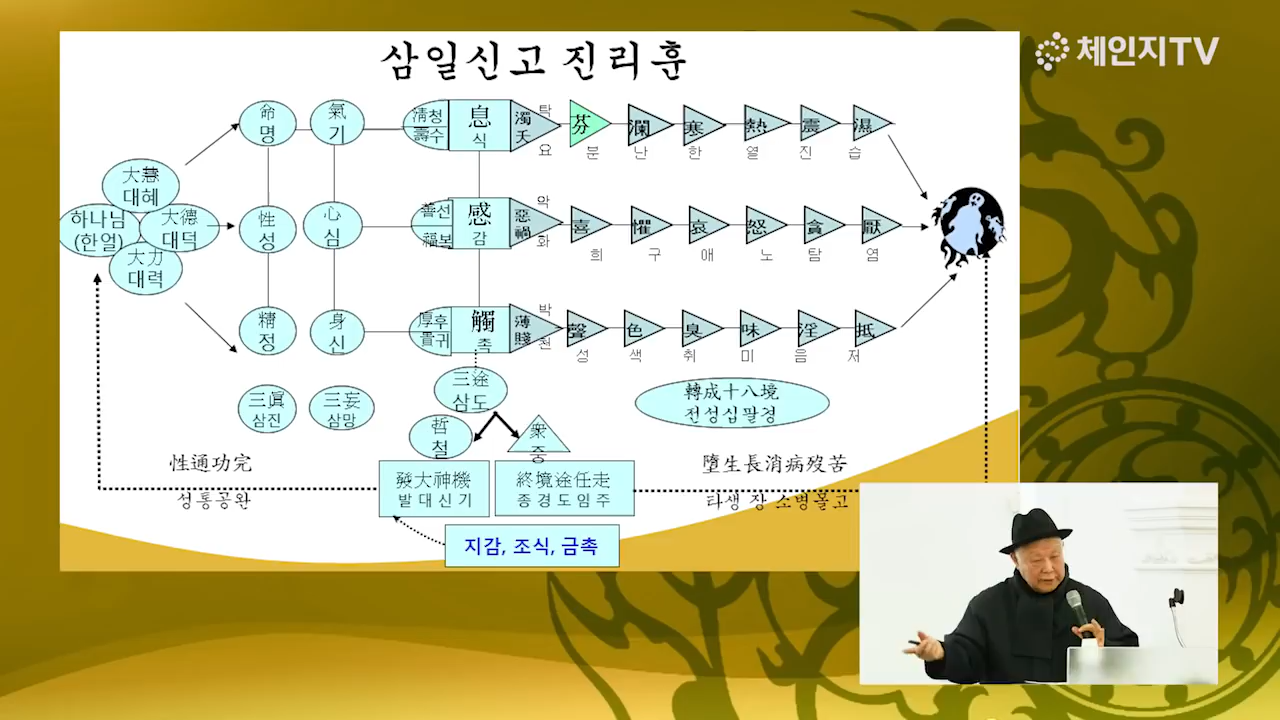 삼일신고 진리훈
체인지TV
命 명
氣 기
淸청
壽수
息 식
濁 탁
夭 요
芬 분
瀾 난
寒 한
熱 열
震 진
濕 습
大慧
대혜
하나님
(한얼)
大德
대덕
大力
대력
性 성
心 심
善선
福복
感 감
惡 악
禍 화
喜 희
懼 구
哀 애
怒 노
貪 탐
厭 염
精 정
身 신
厚후
貴귀
觸 촉
薄 박
賤 천
聲 성
色 색
臭 취
味 미
淫 음
抵 저
三眞
삼진
三妄
삼망
三途
삼도
轉成十八境
전성십팔경
哲 철
衆 중
性通功完
성통공완
發大神機
발대신기
終境途任走
종경도임주
墮生長消病歿苦
타생 장 소병몰고
지감, 조식, 금촉